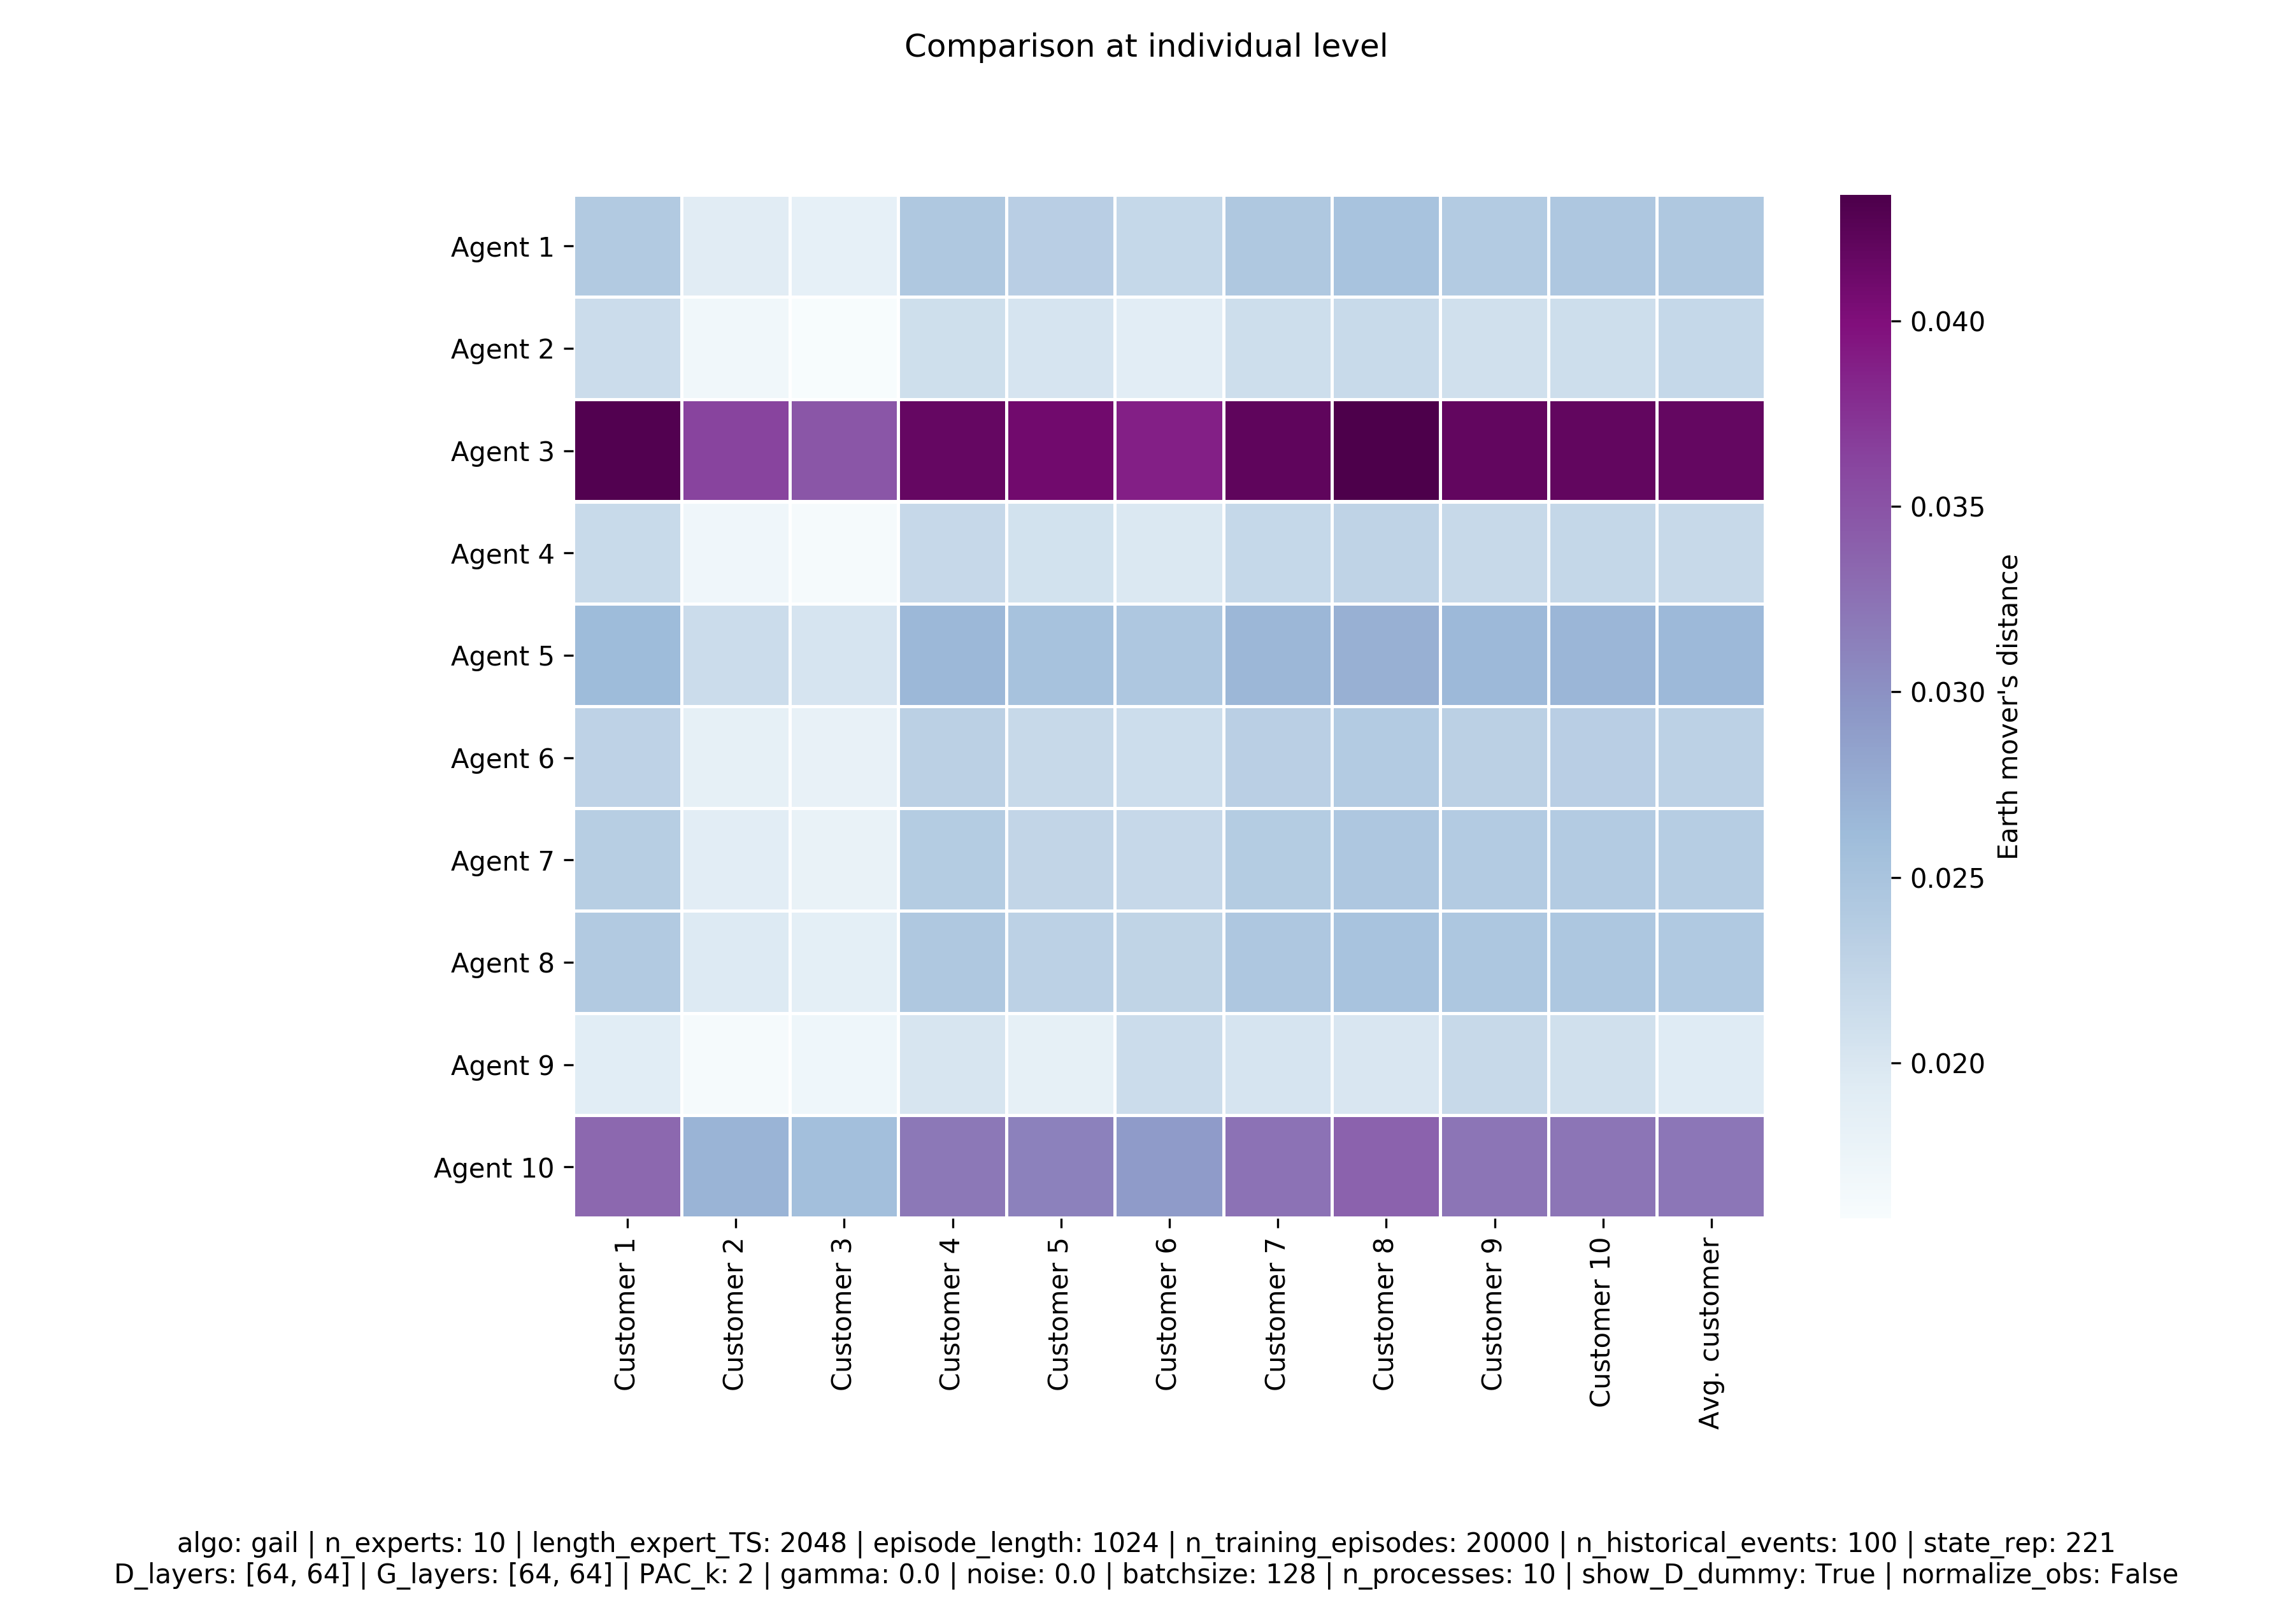 Comparison at individual level
Agent 1
Agent 2
Agent 3
Agent 4
Agent 5
Agent 6
Agent 7
Agent 8
Agent 9
Agent 10
Customer 1
Customer 2
Customer 3
Customer 4
Customer 5
Customer 6
Customer 7
Customer 8
Customer 9
Customer 10
Avg. customer
0.040
0.035
0.030
0.025
0.020
Earth mover's distance
algo: gail | n_experts: 10 | length_expert_TS: 2048 | episode_length: 1024 | n_training_episodes: 20000 | n_historical_events: 100 | state_rep: 221
D_layers: [64, 64] | G_layers: [64, 64] | PAC_k: 2 | gamma: 0.0 | noise: 0.0 | batchsize: 128 | n_processes: 10 | show_D_dummy: True | normalize_obs: False